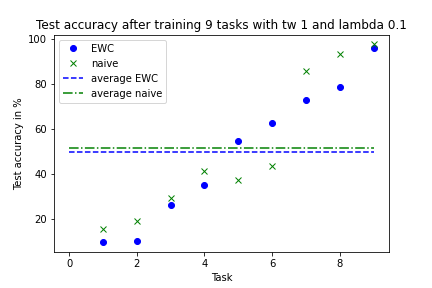 Test accuracy after training 9 tasks with tw 1 and lambda 0.1
EWC
naive
average EWC
average naive
Test accuracy in %
100
80
60
40
20
0 2 4 6 8
Task